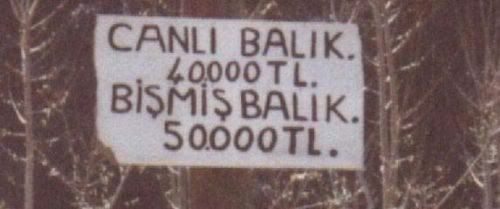 CANLI BALIK.
40.000 TL.
BİŞMİŞ BALIK.
50.000 TL.